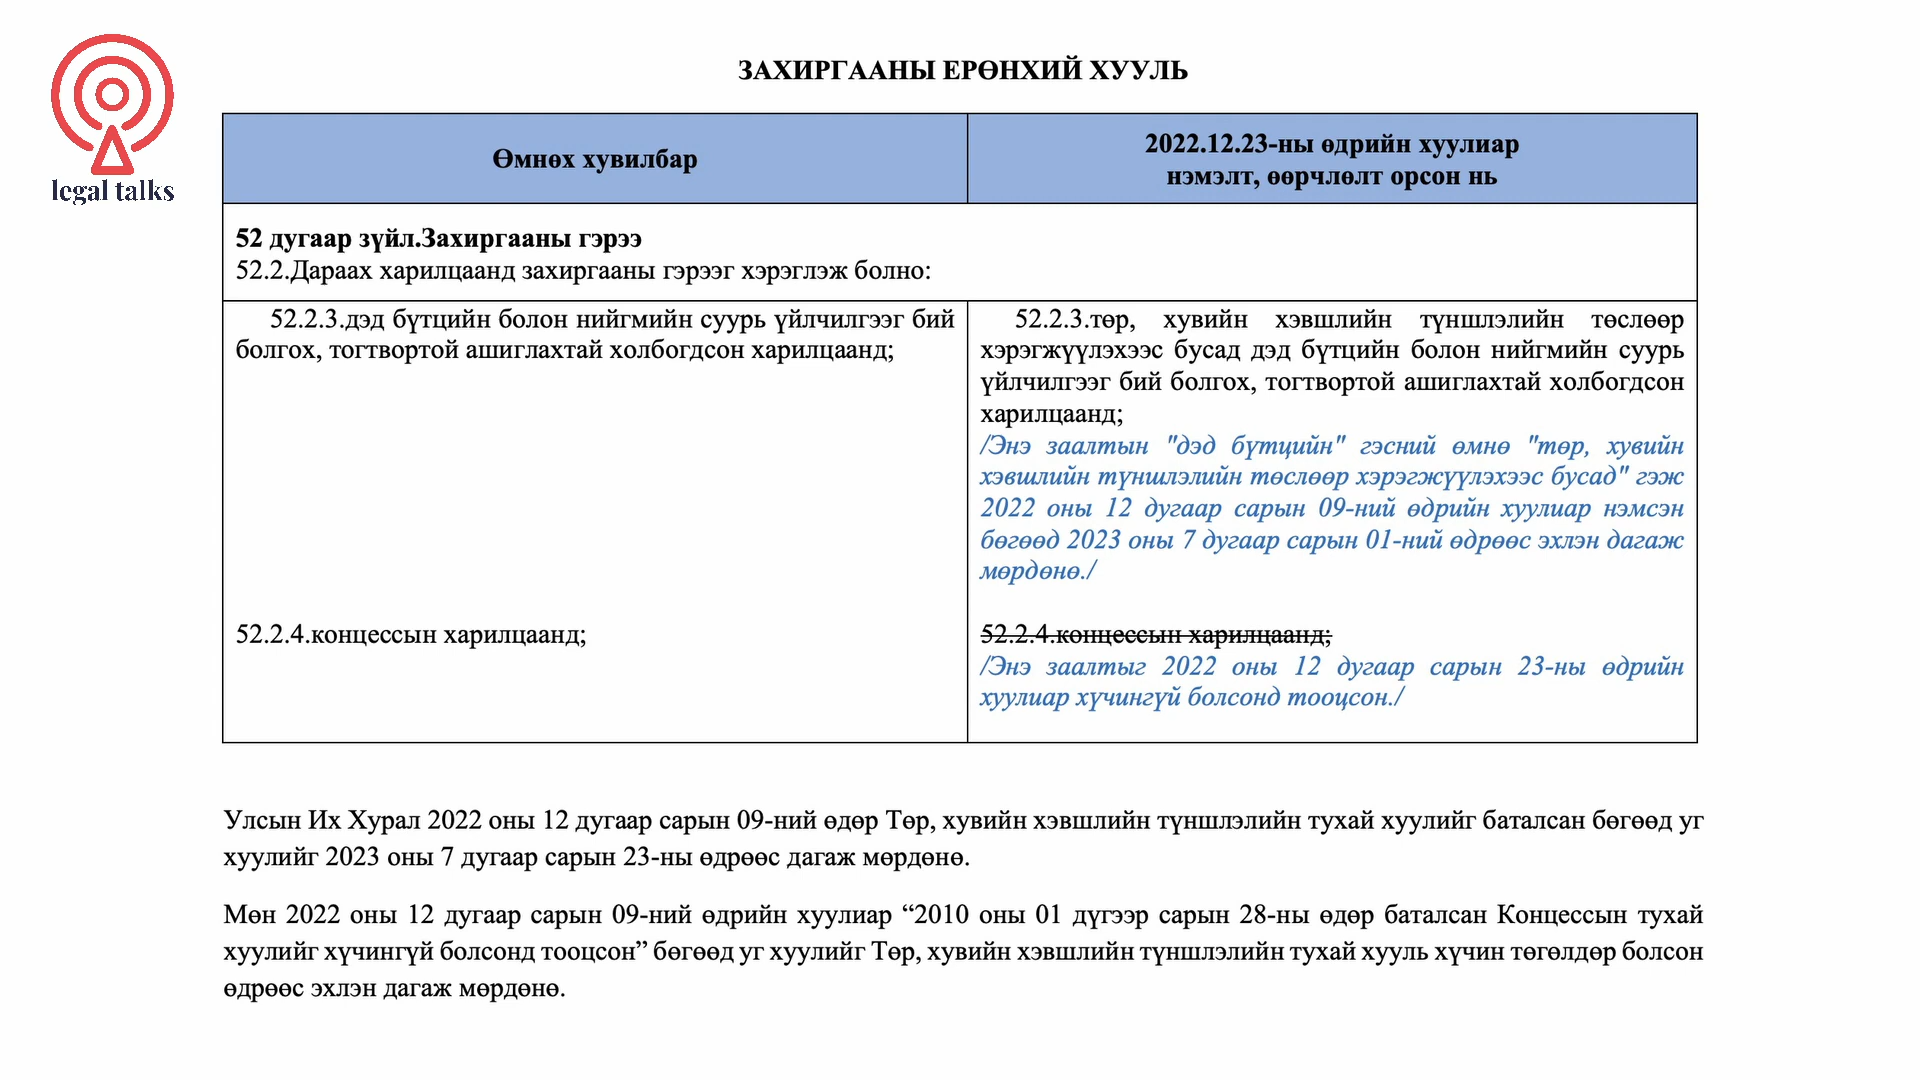 legal talks
ЗАХИРГААНЫ ЕРӨНХИЙ ХУУЛЬ
Өмнөх хувилбар
2022.12.23-ны өдрийн хуулиар
нэмэлт, өөрчлөлт орсон нь
52 дугаар зүйл.Захиргааны гэрээ
52.2.Дараах харилцаанд захиргааны гэрээг хэрэглэж болно:
52.2.3.дэд бүтцийн болон нийгмийн суурь үйлчилгээг бий
болгох, тогтвортой ашиглахтай холбогдсон харилцаанд;
52.2.4.концессын харилцаанд;
52.2.3.төр, хувийн хэвшлийн түншлэлийн төслөөр
хэрэгжүүлэхээс бусад дэд бүтцийн болон нийгмийн суурь
үйлчилгээг бий болгох, тогтвортой ашиглахтай холбогдсон
харилцаанд;
/Энэ заалтын "дэд бүтцийн" гэсний өмнө "төр, хувийн
хэвшлийн түншлэлийн төслөөр хэрэгжүүлэхээс бусад" гэж
2022 оны 12 дугаар сарын 09-ний өдрийн хуулиар нэмсэн
бөгөөд 2023 оны 7 дугаар сарын 01-ний өдрөөс эхлэн дагаж
мөрдөнө./
52.2.4.концессын харилцаанд;
/Энэ заалтыг 2022 оны 12 дугаар сарын 23-ны өдрийн
хуулиар хүчингүй болсонд тооцсон./
Улсын Их Хурал 2022 оны 12 дугаар сарын 09-ний өдөр Төр, хувийн хэвшлийн түншлэлийн тухай хуулийг баталсан бөгөөд уг
хуулийг 2023 оны 7 дугаар сарын 23-ны өдрөөс дагаж мөрдөнө.
Мөн 2022 оны 12 дугаар сарын 09-ний өдрийн хуулиар “2010 оны 01 дүгээр сарын 28-ны өдөр баталсан Концессын тухай
хуулийг хүчингүй болсонд тооцсон” бөгөөд уг хуулийг Төр, хувийн хэвшлийн түншлэлийн тухай хууль хүчин төгөлдөр болсон
өдрөөс эхлэн дагаж мөрдөнө.